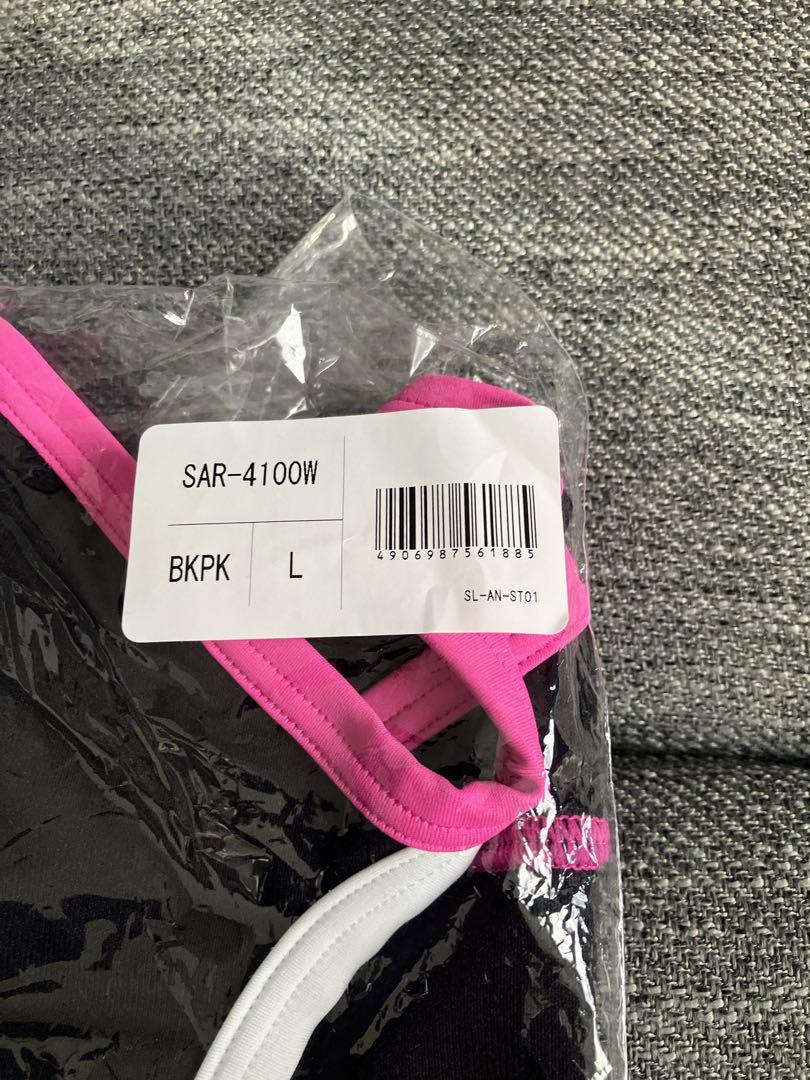 SAR-4100W
BKPK
L
4906987561885
SL-AN-ST01